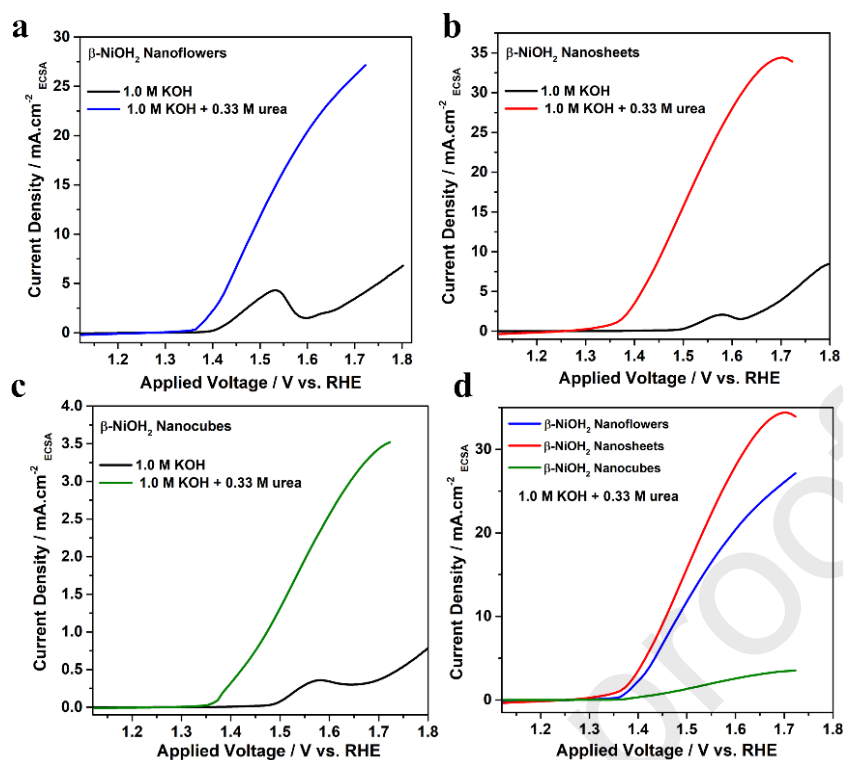 a
β-NiOH₂ Nanoflowers
1.0 M KOH
1.0 M KOH + 0.33 M urea
Current Density / mA.cm⁻² ECSA
30
25
20
15
10
5
0
1.2 1.3 1.4 1.5 1.6 1.7 1.8
Applied Voltage / V vs. RHE
b
β-NiOH₂ Nanosheets
1.0 M KOH
1.0 M KOH + 0.33 M urea
Current Density / mA.cm⁻² ECSA
35
30
25
20
15
10
5
0
1.2 1.3 1.4 1.5 1.6 1.7 1.8
Applied Voltage / V vs. RHE
c
β-NiOH₂ Nanocubes
1.0 M KOH
1.0 M KOH + 0.33 M urea
Current Density / mA.cm⁻² ECSA
4.0
3.5
3.0
2.5
2.0
1.5
1.0
0.5
0.0
1.2 1.3 1.4 1.5 1.6 1.7 1.8
Applied Voltage / V vs. RHE
d
β-NiOH₂ Nanoflowers
β-NiOH₂ Nanosheets
β-NiOH₂ Nanocubes
1.0 M KOH + 0.33 M urea
Current Density / mA.cm⁻² ECSA
30
20
10
0
1.2 1.3 1.4 1.5 1.6 1.7 1.8
Applied Voltage / V vs. RHE